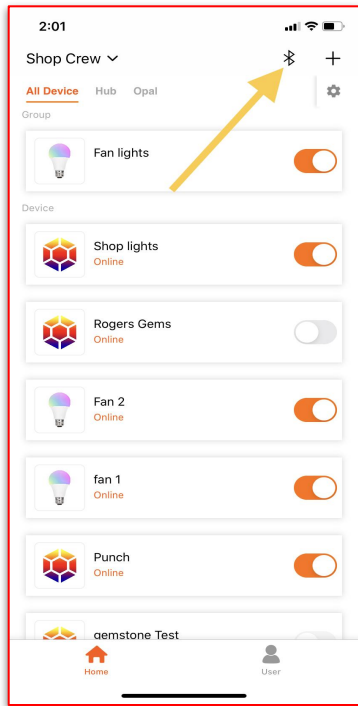 2:01
Shop Crew
All Device Hub Opal
Group
Fan lights
Device
Shop lights
Online
Rogers Gems
Online
Fan 2
Online
fan 1
Online
Punch
Online
gemstone Test
Home User